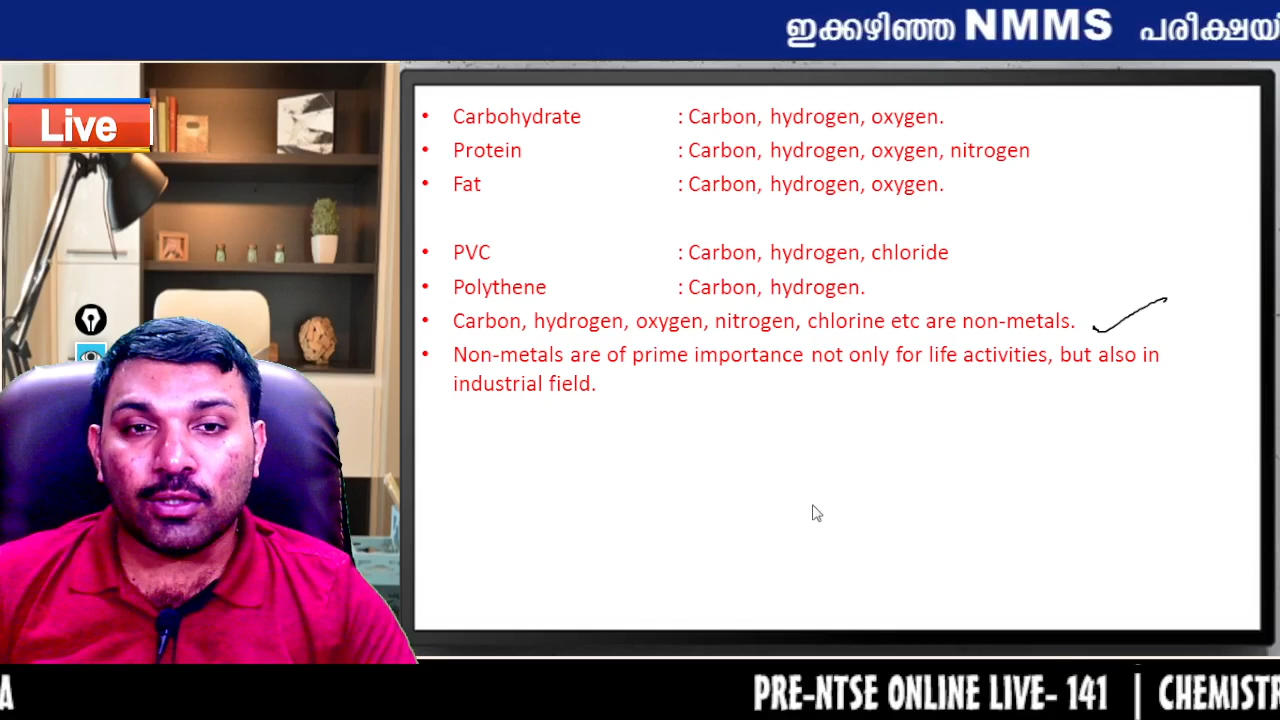 ഇക്കഴിഞ്ഞ NMMS പരീക്ഷയി
Live
• Carbohydrate : Carbon, hydrogen, oxygen.
• Protein : Carbon, hydrogen, oxygen, nitrogen
• Fat : Carbon, hydrogen, oxygen.
• PVC : Carbon, hydrogen, chloride
• Polythene : Carbon, hydrogen.
• Carbon, hydrogen, oxygen, nitrogen, chlorine etc are non-metals.
• Non-metals are of prime importance not only for life activities, but also in
industrial field.
A PRE-NTSE ONLINE LIVE- 141 | CHEMISTR